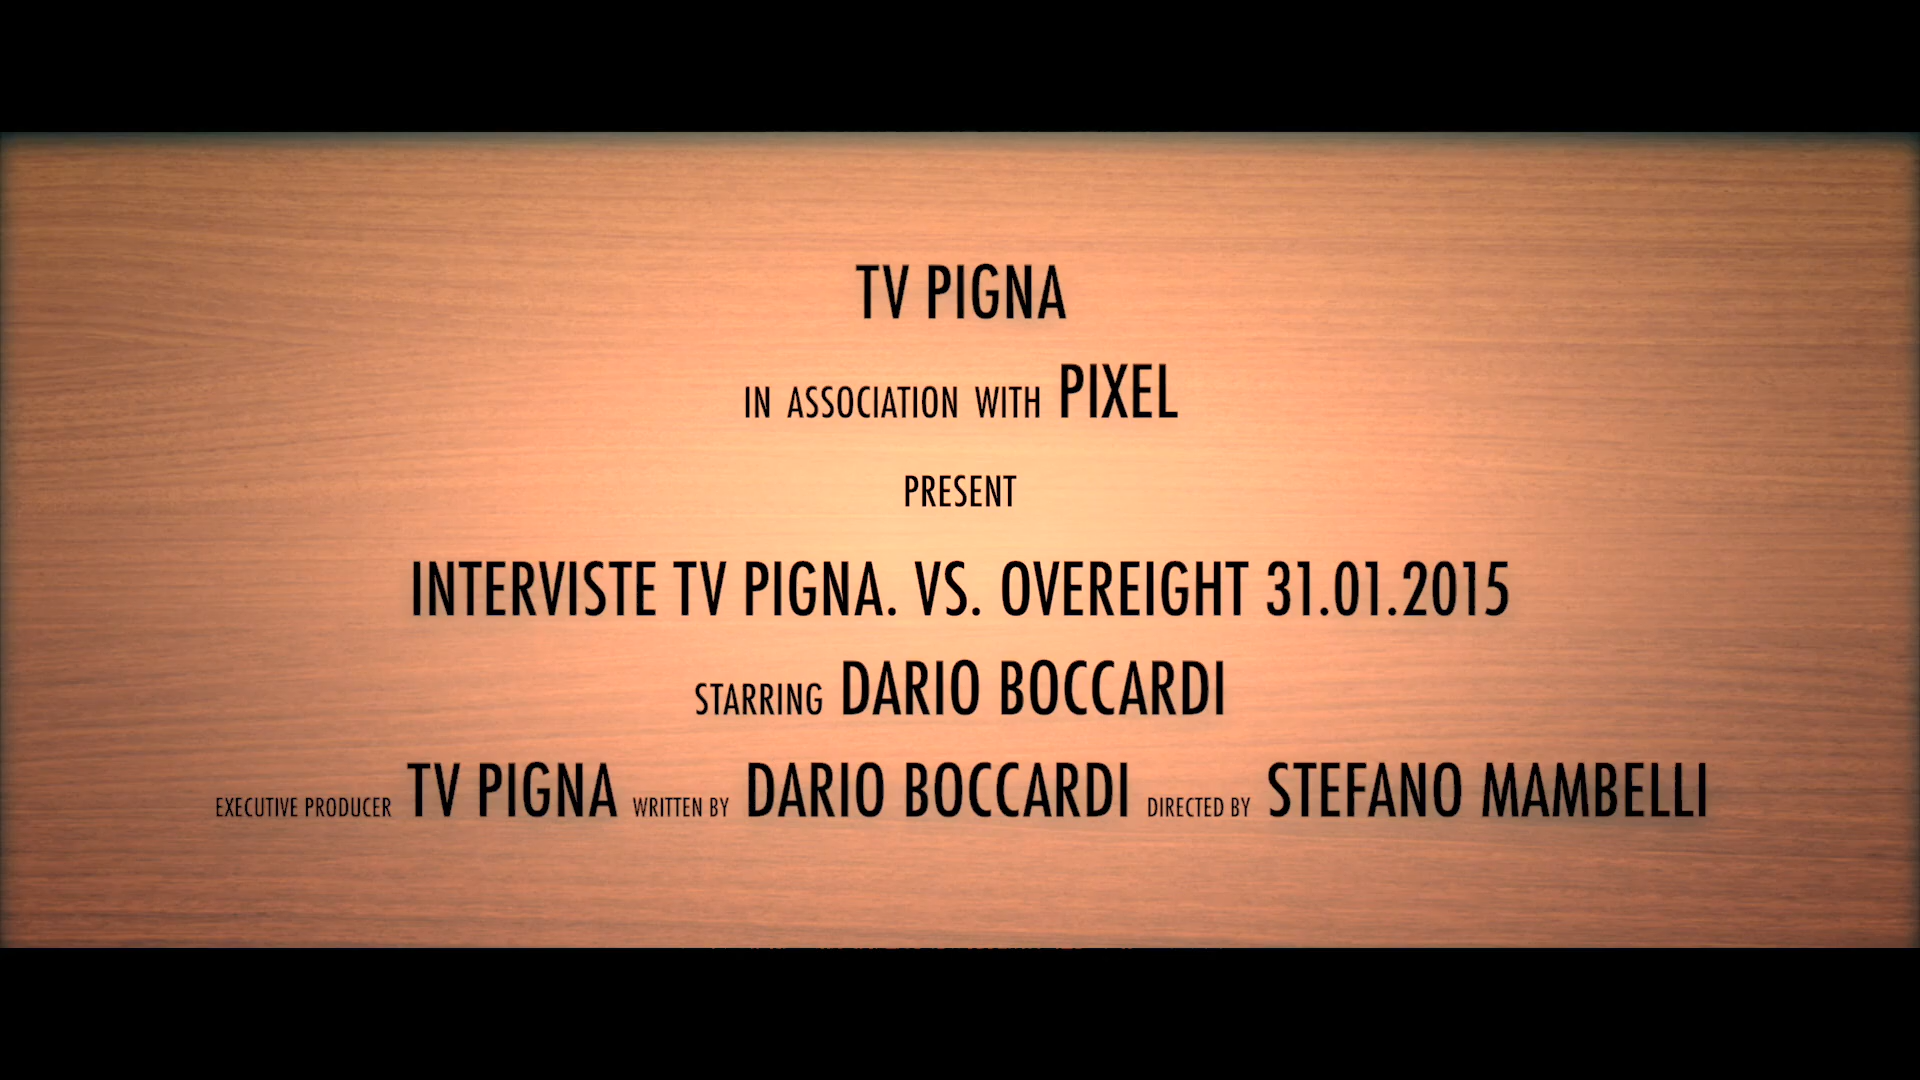 TV PIGNA
IN ASSOCIATION WITH PIXEL
PRESENT
INTERVISTE TV PIGNA. VS. OVEREIGHT 31.01.2015
STARRING DARIO BOCCARDI
EXECUTIVE PRODUCER TV PIGNA WRITTEN BY DARIO BOCCARDI DIRECTED BY STEFANO MAMBELLI